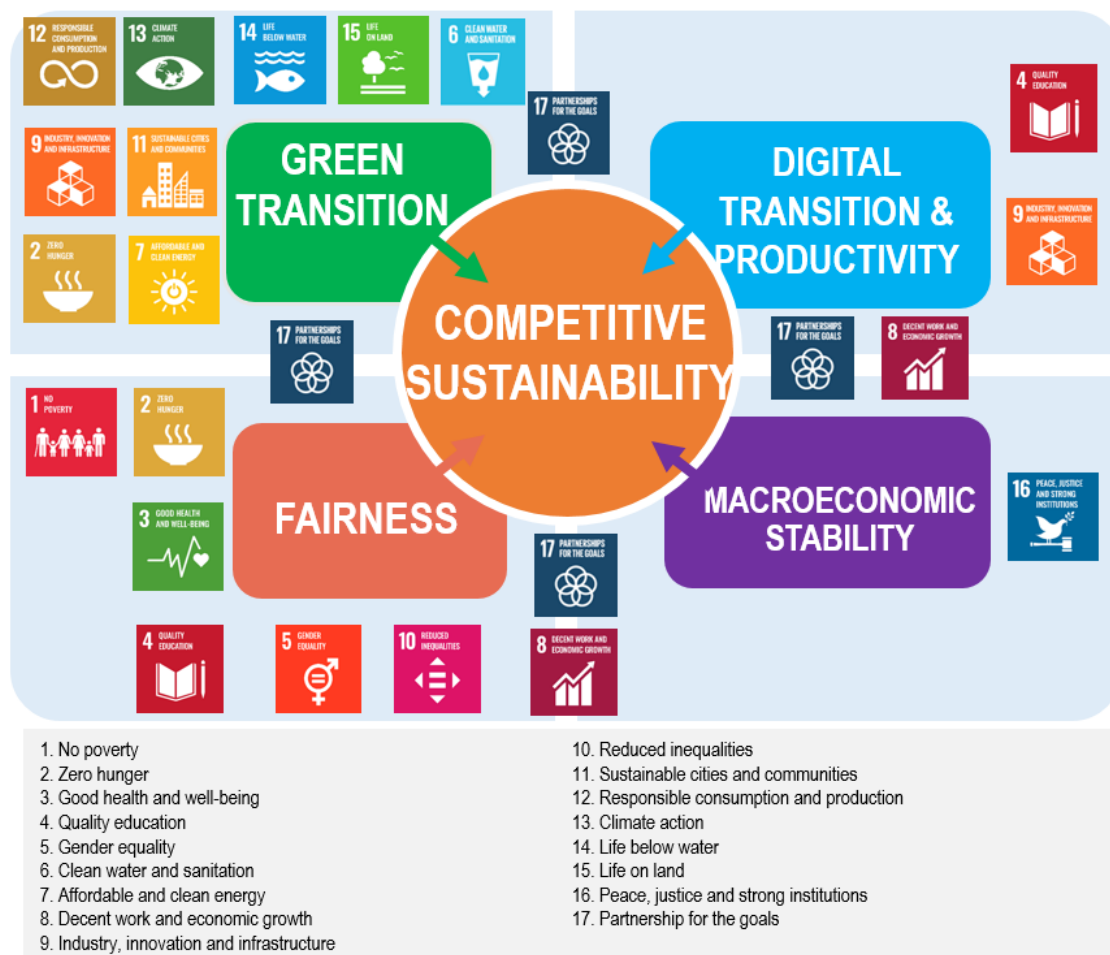 12 RESPONSIBLE
CONSUMPTION
AND PRODUCTION
13 CLIMATE
ACTION
14 LIFE
BELOW WATER
15 LIFE
ON LAND
6 CLEAN WATER
AND SANITATION
17 PARTNERSHIPS
FOR THE GOALS
4 QUALITY
EDUCATION
9 INDUSTRY, INNOVATION
AND INFRASTRUCTURE
11 SUSTAINABLE CITIES
AND COMMUNITIES
GREEN
TRANSITION
DIGITAL
TRANSITION &
PRODUCTIVITY
9 INDUSTRY, INNOVATION
AND INFRASTRUCTURE
2 ZERO
HUNGER
7 AFFORDABLE AND
CLEAN ENERGY
17 PARTNERSHIPS
FOR THE GOALS
COMPETITIVE
SUSTAINABILITY
17 PARTNERSHIPS
FOR THE GOALS
8 DECENT WORK AND
ECONOMIC GROWTH
1 NO
POVERTY
2 ZERO
HUNGER
3 GOOD HEALTH
AND WELL-BEING
FAIRNESS
MACROECONOMIC
STABILITY
16 PEACE, JUSTICE
AND STRONG
INSTITUTIONS
17 PARTNERSHIPS
FOR THE GOALS
4 QUALITY
EDUCATION
5 GENDER
EQUALITY
10 REDUCED
INEQUALITIES
8 DECENT WORK AND
ECONOMIC GROWTH
1. No poverty
2. Zero hunger
3. Good health and well-being
4. Quality education
5. Gender equality
6. Clean water and sanitation
7. Affordable and clean energy
8. Decent work and economic growth
9. Industry, innovation and infrastructure
10. Reduced inequalities
11. Sustainable cities and communities
12. Responsible consumption and production
13. Climate action
14. Life below water
15. Life on land
16. Peace, justice and strong institutions
17. Partnership for the goals